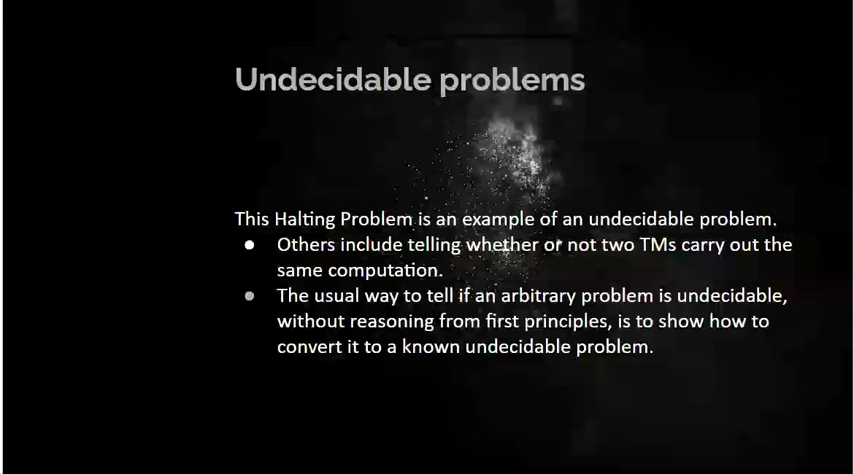 Undecidable problems
This Halting Problem is an example of an undecidable problem.
● Others include telling whether or not two TMs carry out the
same computation.
● The usual way to tell if an arbitrary problem is undecidable,
without reasoning from first principles, is to show how to
convert it to a known undecidable problem.